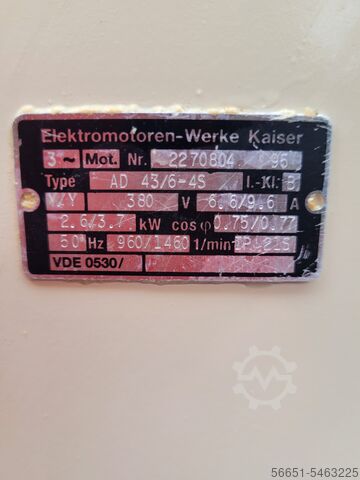 Elektromotoren-Werke Kaiser
3~ Mot. Nr. 2270804 96
Type AD 43/6-4S I.-Kl. B
Y/Y 380 V 6.6/9.6 A
2.6/3.7 kW cosφ 0.75/0.77
50 Hz 960/1460 1/min
VDE 0530/
56651-5463225